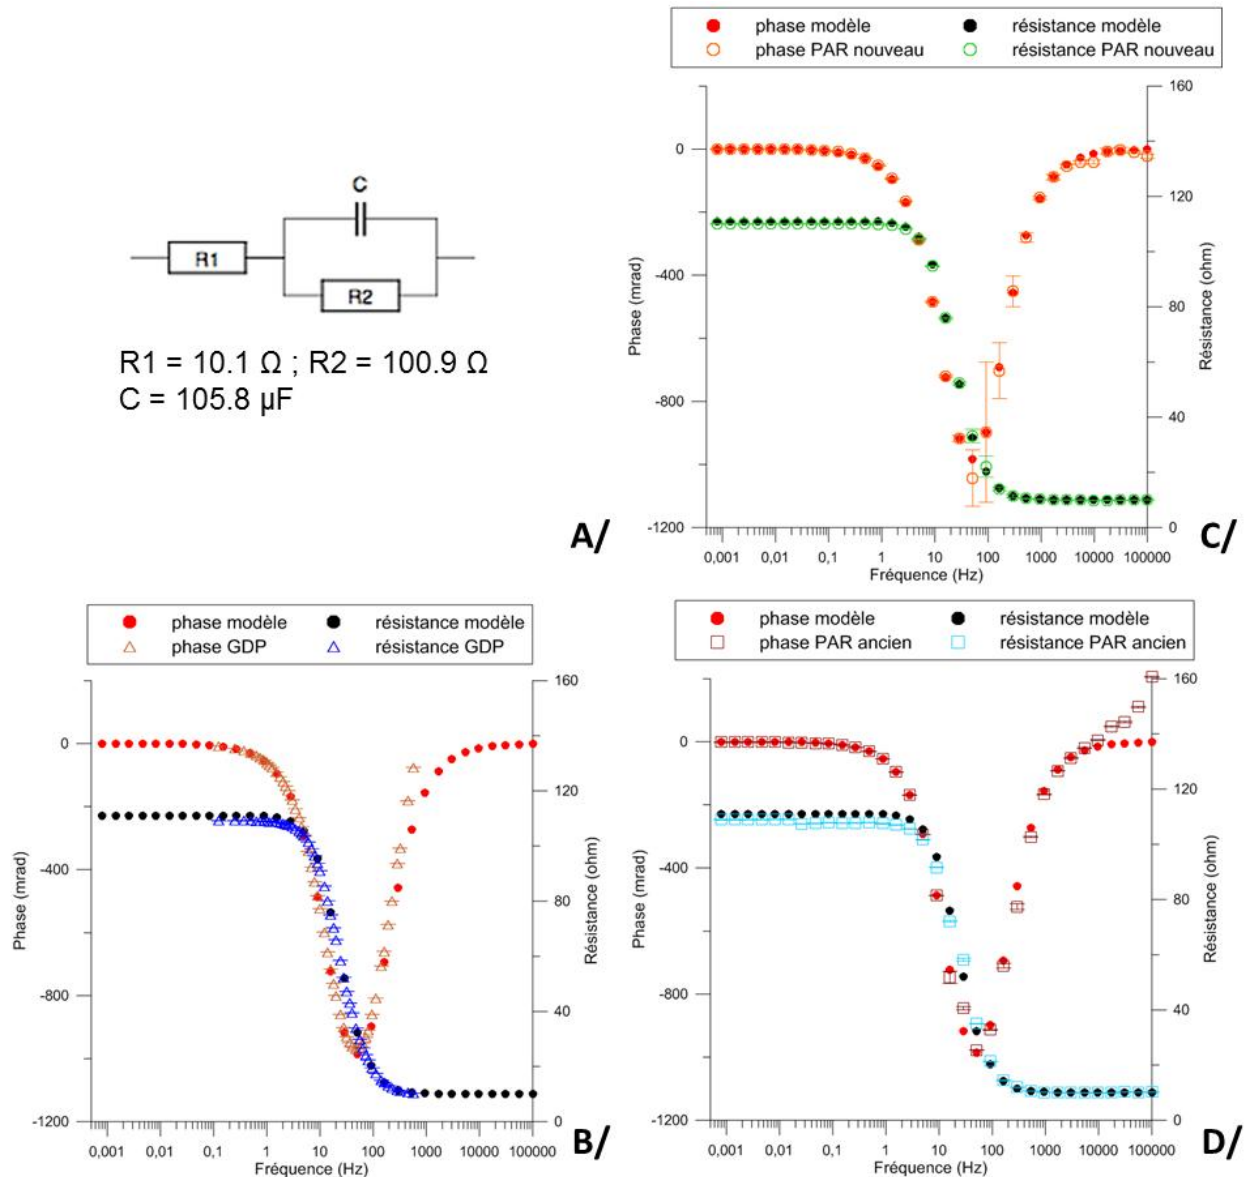 C
R1
R2
R1 = 10.1 Ω ; R2 = 100.9 Ω
C = 105.8 µF
A/
phase modèle résistance modèle
phase PAR nouveau résistance PAR nouveau
160
0
120
-400
80
-800
40
-1200
0
Phase (mrad)
Résistance (ohm)
0,001 0,1 1 10 100 1000 10000 100000
Fréquence (Hz)
C/
phase modèle résistance modèle
phase GDP résistance GDP
160
0
120
-400
80
-800
40
-1200
0
Phase (mrad)
Résistance (ohm)
0,001 0,01 0,1 1,0 10 100 1000 10000 100000
Fréquence (Hz)
B/
phase modèle résistance modèle
phase PAR ancien résistance PAR ancien
160
0
120
-400
80
-800
40
-1200
0
Phase (mrad)
Résistance (ohm)
0,001 0,01 0,1 1 10 100 1000 10000 100000
Fréquence (Hz)
D/